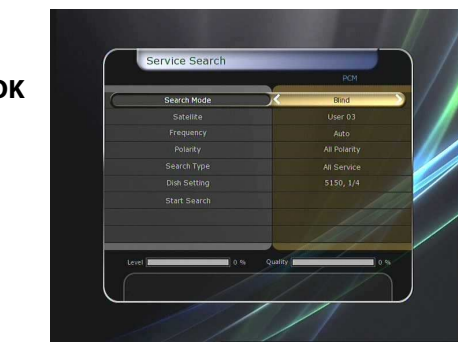 OK
Service Search
PCM
Search Mode Blind
Satellite User 03
Frequency Auto
Polarity All Polarity
Search Type All Service
Dish Setting 5150, 1/4
Start Search
Level 0 % Quality 0 %